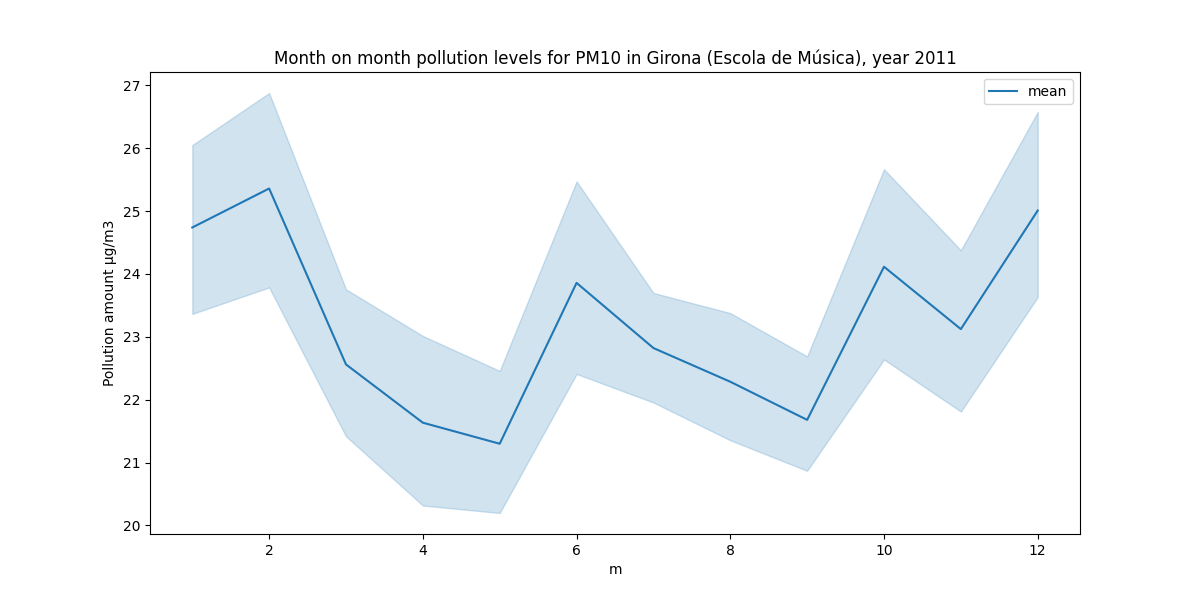 Month on month pollution levels for PM10 in Girona (Escola de Música), year 2011
mean
Pollution amount µg/m3
27
26
25
24
23
22
21
20
2 4 6 8 10 12
m